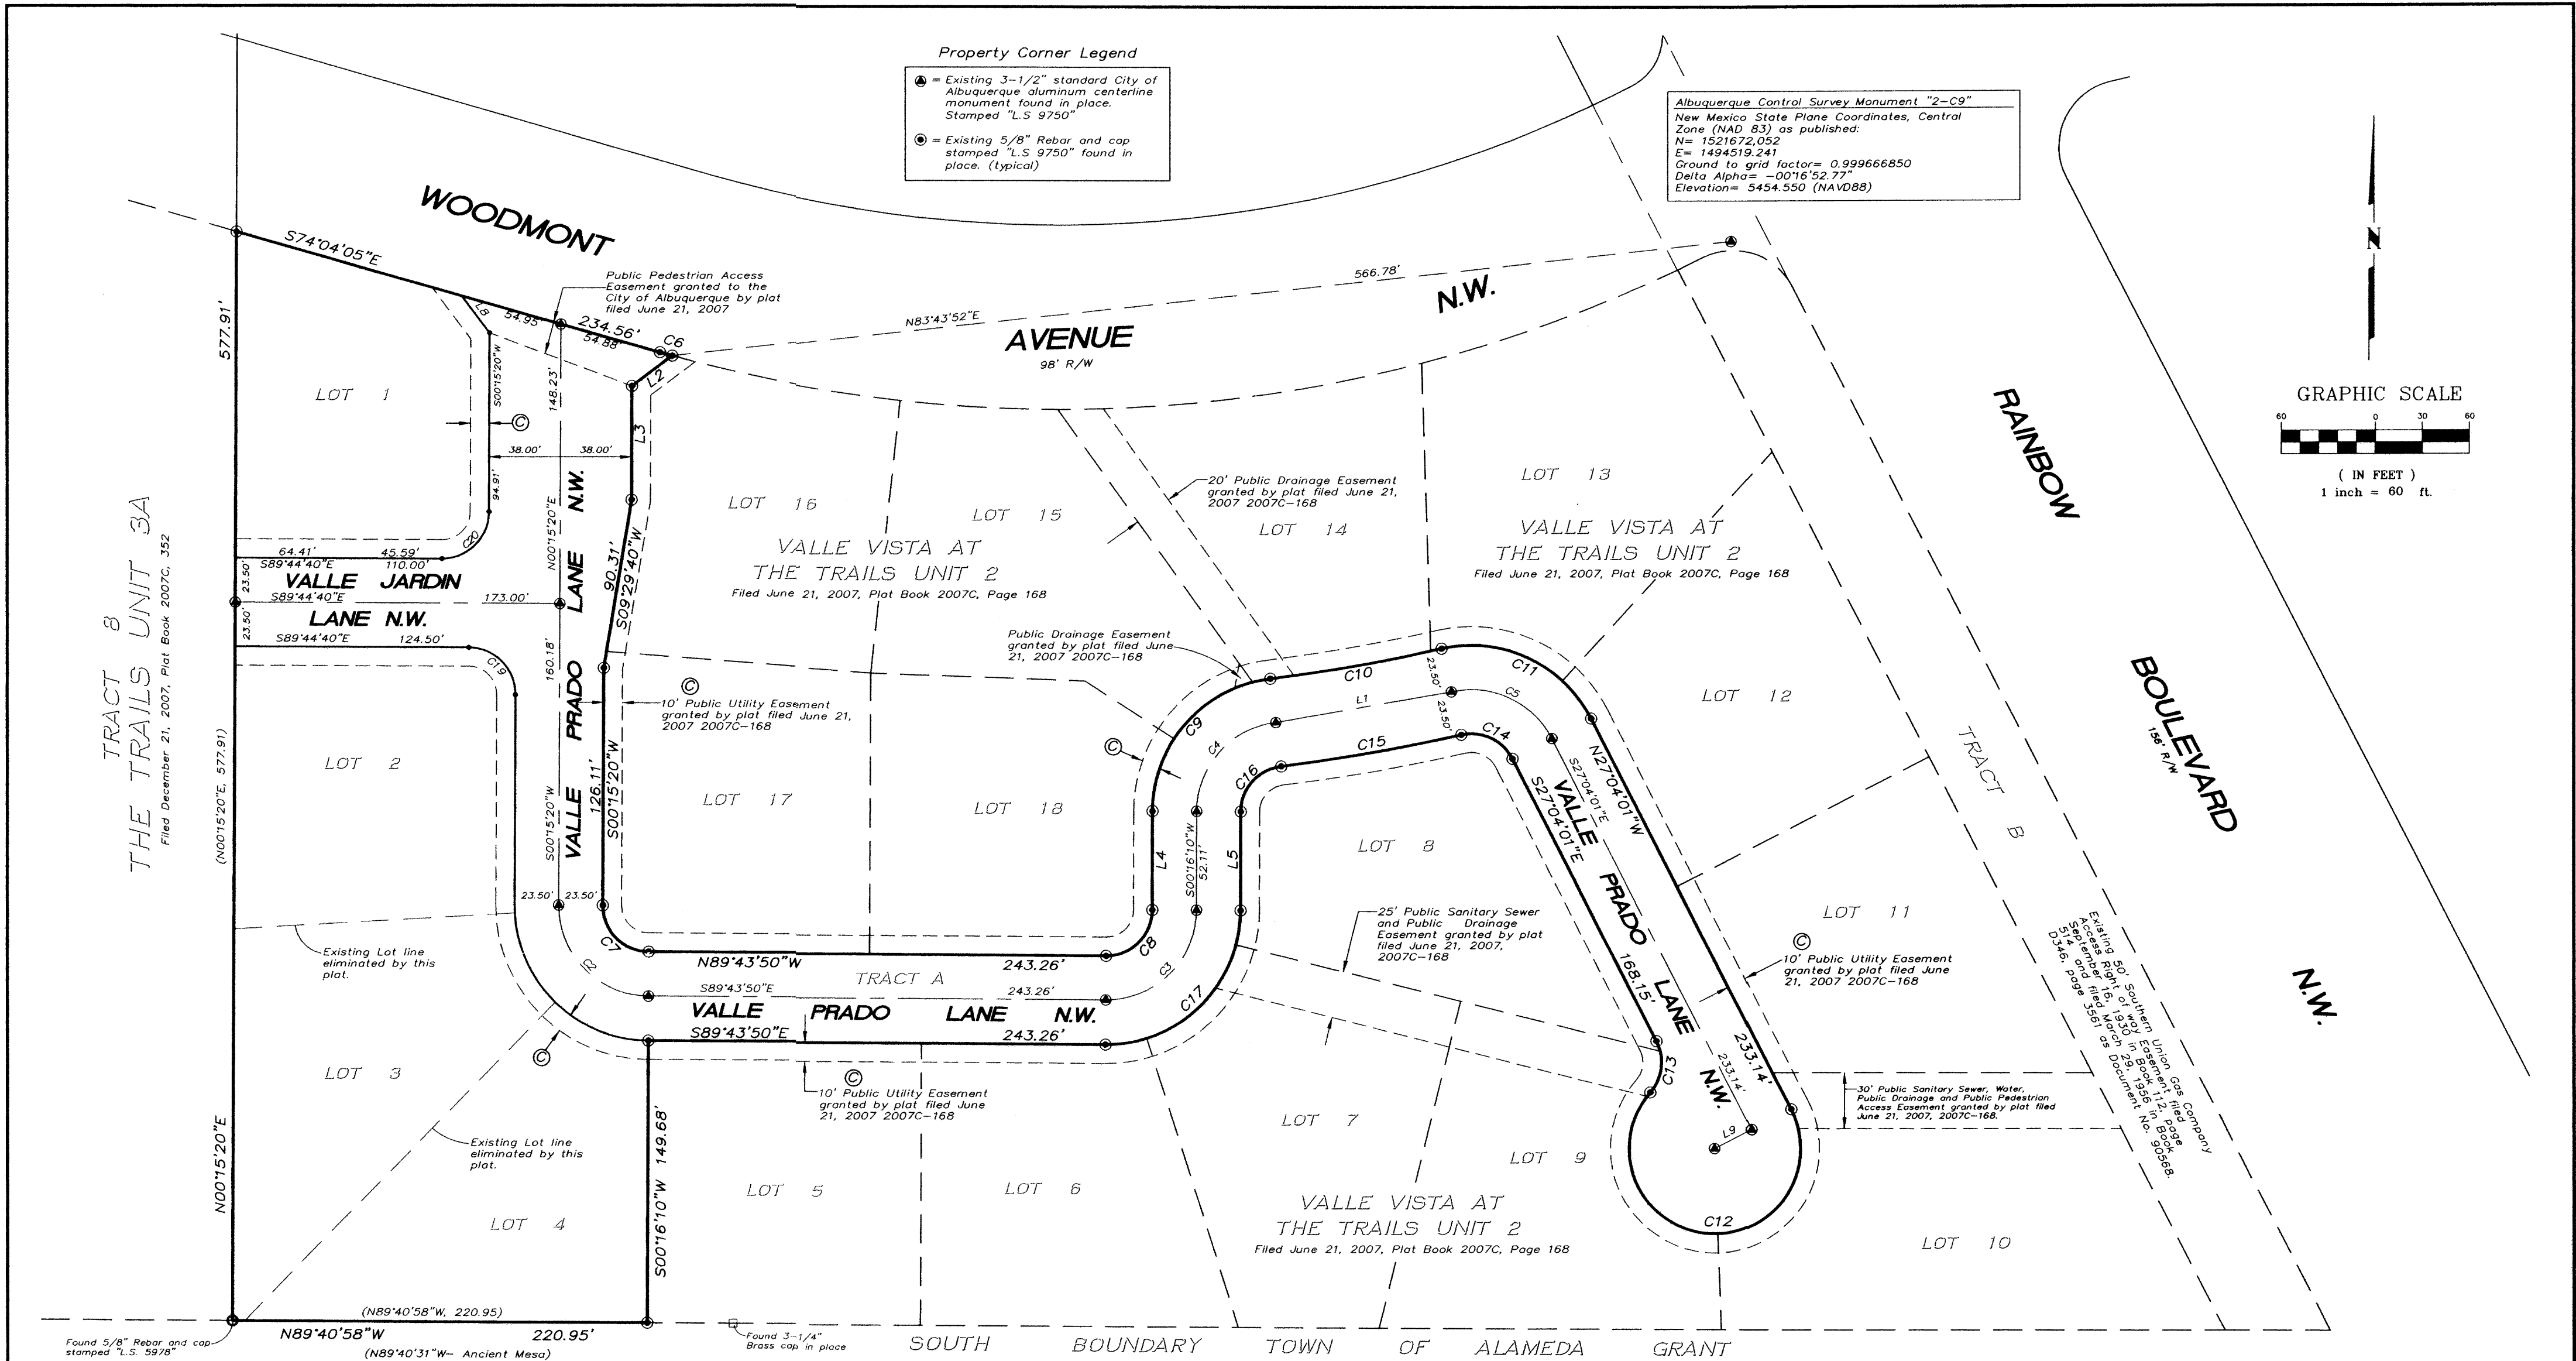 Property Corner Legend
= Existing 3-1/2" standard City of
Albuquerque aluminum centerline
monument found in place.
Stamped "L.S 9750"
= Existing 5/8" Rebar and cap
stamped "L.S 9750" found in
place. (typical)
Albuquerque Control Survey Monument "2-C9"
New Mexico State Plane Coordinates, Central
Zone (NAD 83) as published:
N= 1521672,052
E= 1494519.241
Ground to grid factor= 0.999666850
Delta Alpha= -00°16'52.77"
Elevation= 5454.550 (NAVD88)
N
GRAPHIC SCALE
60 0 30 60
( IN FEET )
1 inch = 60 ft.
WOODMONT
AVENUE
N.W.
98' R/W
S74°04'05"E
234.56'
54.95'
54.88'
C6
L8
L2
L3
N83°43'52"E
566.78'
Public Pedestrian Access
Easement granted to the
City of Albuquerque by plat
filed June 21, 2007
577.91'
LOT 1
S00°15'20"W
94.91'
148.23'
C
38.00'
38.00'
C20
64.41'
45.59'
S89°44'40"E
110.00'
23.50'
VALLE JARDIN
S89°44'40"E
173.00'
LANE N.W.
23.50'
S89°44'40"E
124.50'
C19
N00°15'20"E
160.18'
S00°15'20"W
VALLE PRADO LANE N.W.
90.31'
S09°29'40"W
126.11'
S00°15'20"W
C
10' Public Utility Easement
granted by plat filed June 21,
2007 2007C-168
TRACT 8
THE TRAILS UNIT 3A
Filed December 21, 2007, Plat Book 2007C, 352
(N00°15'20"E, 577.91)
N00°15'20"E
LOT 2
LOT 3
LOT 4
Existing Lot line
eliminated by this
plat.
Existing Lot line
eliminated by this
plat.
23.50'
23.50'
C7
C2
C
N89°43'50"W
243.26'
TRACT A
S89°43'50"E
243.26'
VALLE PRADO LANE N.W.
S89°43'50"E
243.26'
C
10' Public Utility Easement
granted by plat filed June
21, 2007 2007C-168
S00°16'10"W 149.68'
(N89°40'58"W, 220.95)
N89°40'58"W
220.95'
(N89°40'31"W- Ancient Mesa)
Found 5/8" Rebar and cap
stamped "L.S. 5978"
Found 3-1/4"
Brass cap in place
SOUTH BOUNDARY TOWN OF ALAMEDA GRANT
LOT 16
LOT 15
VALLE VISTA AT
THE TRAILS UNIT 2
Filed June 21, 2007, Plat Book 2007C, Page 168
20' Public Drainage Easement
granted by plat filed June 21,
2007 2007C-168
LOT 14
LOT 13
VALLE VISTA AT
THE TRAILS UNIT 2
Filed June 21, 2007, Plat Book 2007C, Page 168
Public Drainage Easement
granted by plat filed June
21, 2007 2007C-168
LOT 17
LOT 18
C
C9
C4
C16
C10
L1
C15
23.50'
23.50'
C11
C5
C14
L4
S00°16'10"W
52.11'
L5
C8
C3
C17
LOT 12
LOT 8
S27°04'01"E
S27°04'01"E
N27°04'01"W
VALLE PRADO LANE N.W.
168.15'
233.14'
233.14'
25' Public Sanitary Sewer
and Public Drainage
Easement granted by plat
filed June 21, 2007,
2007C-168
LOT 11
C
10' Public Utility Easement
granted by plat filed June
21, 2007 2007C-168
C13
L9
C12
30' Public Sanitary Sewer, Water,
Public Drainage and Public Pedestrian
Access Easement granted by plat filed
June 21, 2007, 2007C-168.
LOT 5
LOT 6
LOT 7
LOT 9
LOT 10
VALLE VISTA AT
THE TRAILS UNIT 2
Filed June 21, 2007, Plat Book 2007C, Page 168
TRACT B
RAINBOW
BOULEVARD
156' R/W
N.W.
Existing 50' Southern Union Gas Company
Access Right of way Easement filed
September 16, 1930 in Book 112, page
514 and filed March 29, 1956 in Book
D346, page 3561 as Document No. 90568.